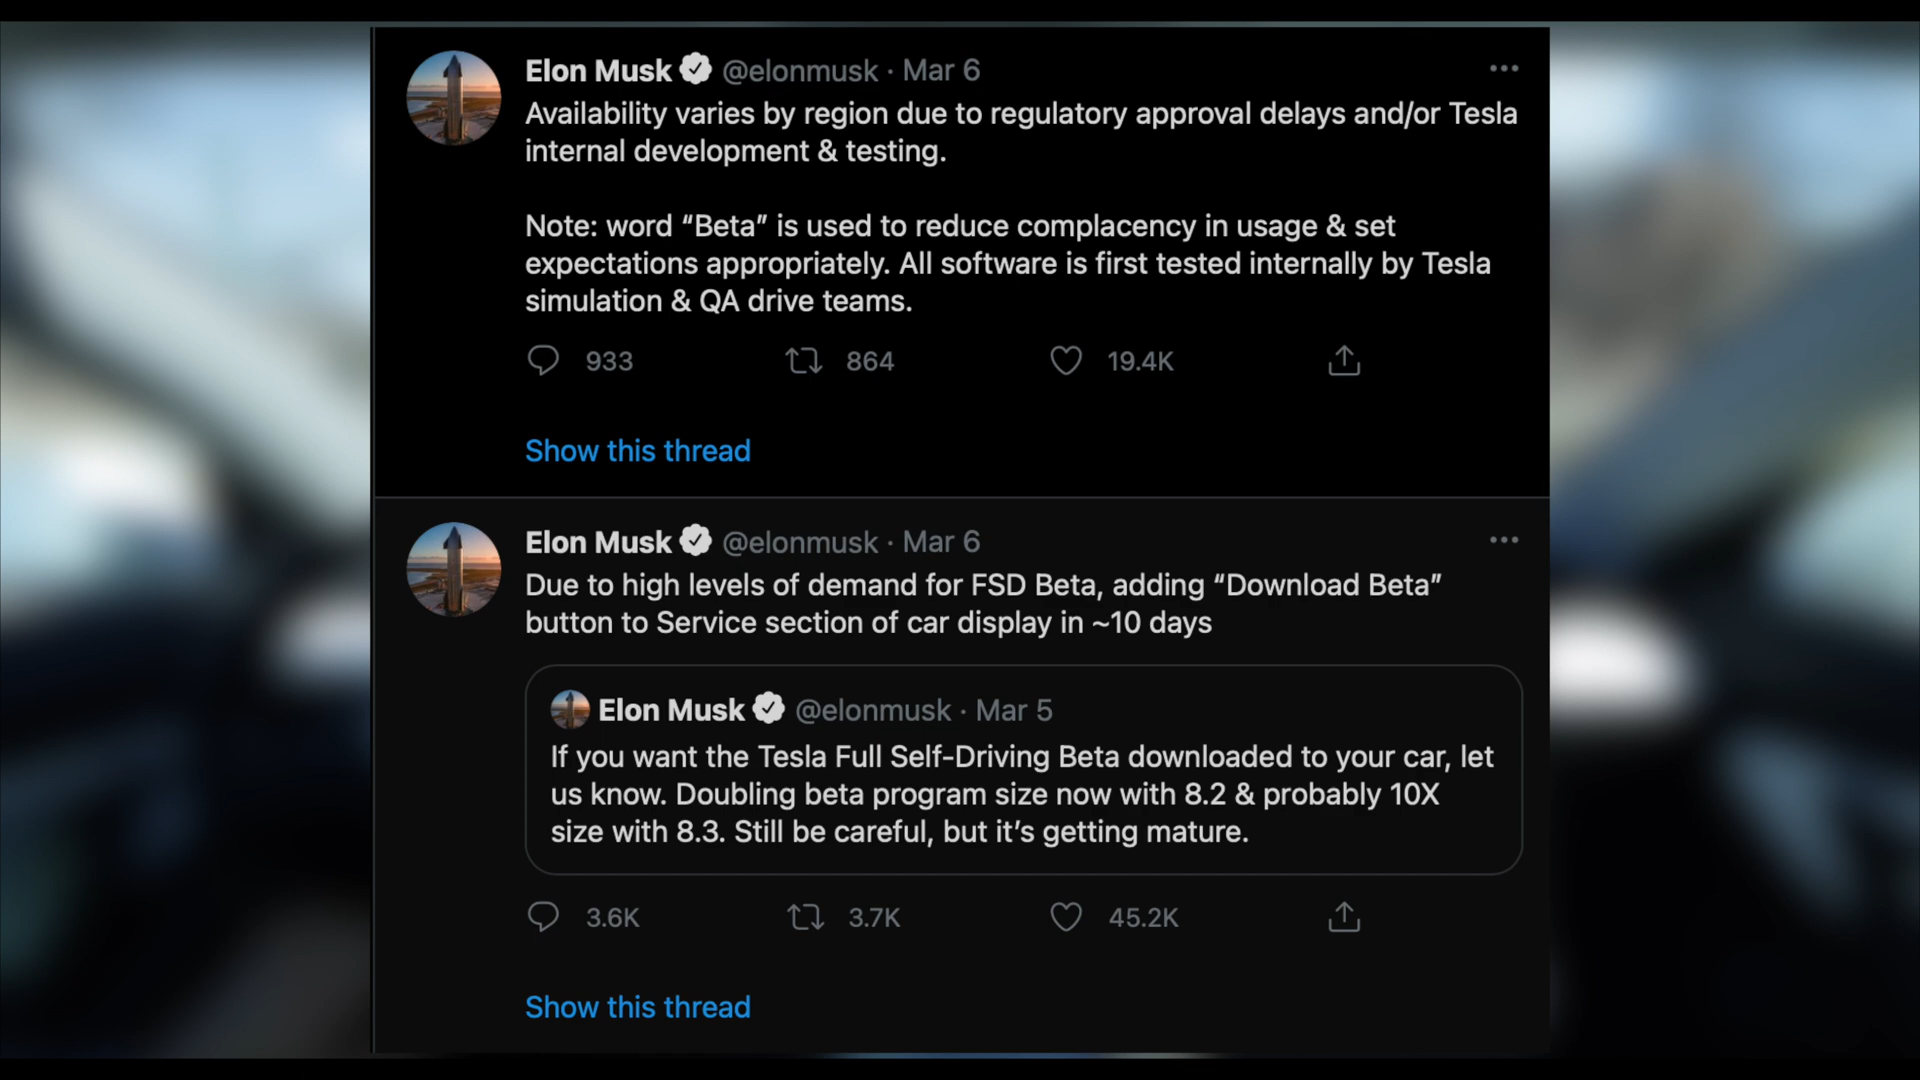 Elon Musk @elonmusk · Mar 6
Availability varies by region due to regulatory approval delays and/or Tesla
internal development & testing.
Note: word “Beta” is used to reduce complacency in usage & set
expectations appropriately. All software is first tested internally by Tesla
simulation & QA drive teams.
933 864 19.4K
Show this thread
Elon Musk @elonmusk · Mar 6
Due to high levels of demand for FSD Beta, adding “Download Beta”
button to Service section of car display in ~10 days
Elon Musk @elonmusk · Mar 5
If you want the Tesla Full Self-Driving Beta downloaded to your car, let
us know. Doubling beta program size now with 8.2 & probably 10X
size with 8.3. Still be careful, but it’s getting mature.
3.6K 3.7K 45.2K
Show this thread